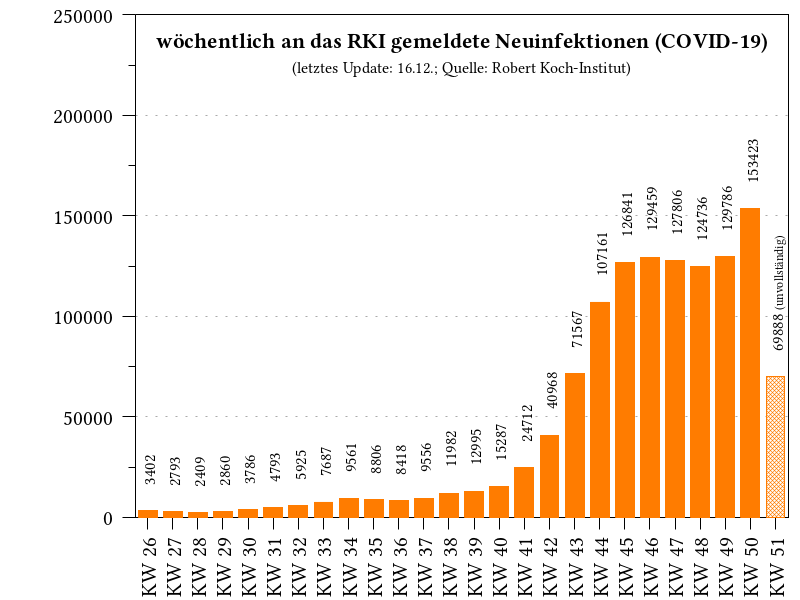 wöchentlich an das RKI gemeldete Neuinfektionen (COVID-19)
(letztes Update: 16.12.; Quelle: Robert Koch-Institut)
250000
200000
150000
100000
50000
0
3402
2793
2409
2860
3786
4793
5925
7687
9561
8806
8418
9556
11982
12995
15287
24712
40968
71567
107161
126841
129459
127806
124736
129786
153423
69888 (unvollständig)
KW 26
KW 27
KW 28
KW 29
KW 30
KW 31
KW 32
KW 33
KW 34
KW 35
KW 36
KW 37
KW 38
KW 39
KW 40
KW 41
KW 42
KW 43
KW 44
KW 45
KW 46
KW 47
KW 48
KW 49
KW 50
KW 51